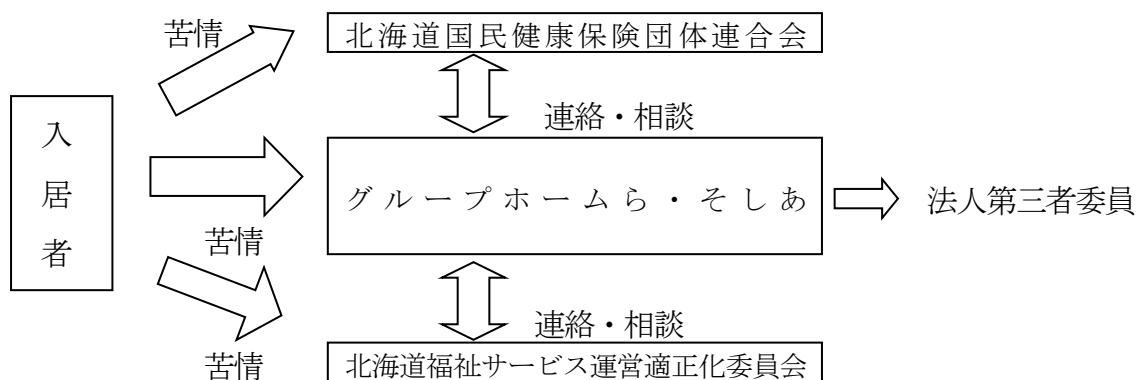 苦情
北海道国民健康保険団体連合会
連絡・相談
入居者
グループホームら・そしあ
法人第三者委員
苦情
連絡・相談
苦情
北海道福祉サービス運営適正化委員会